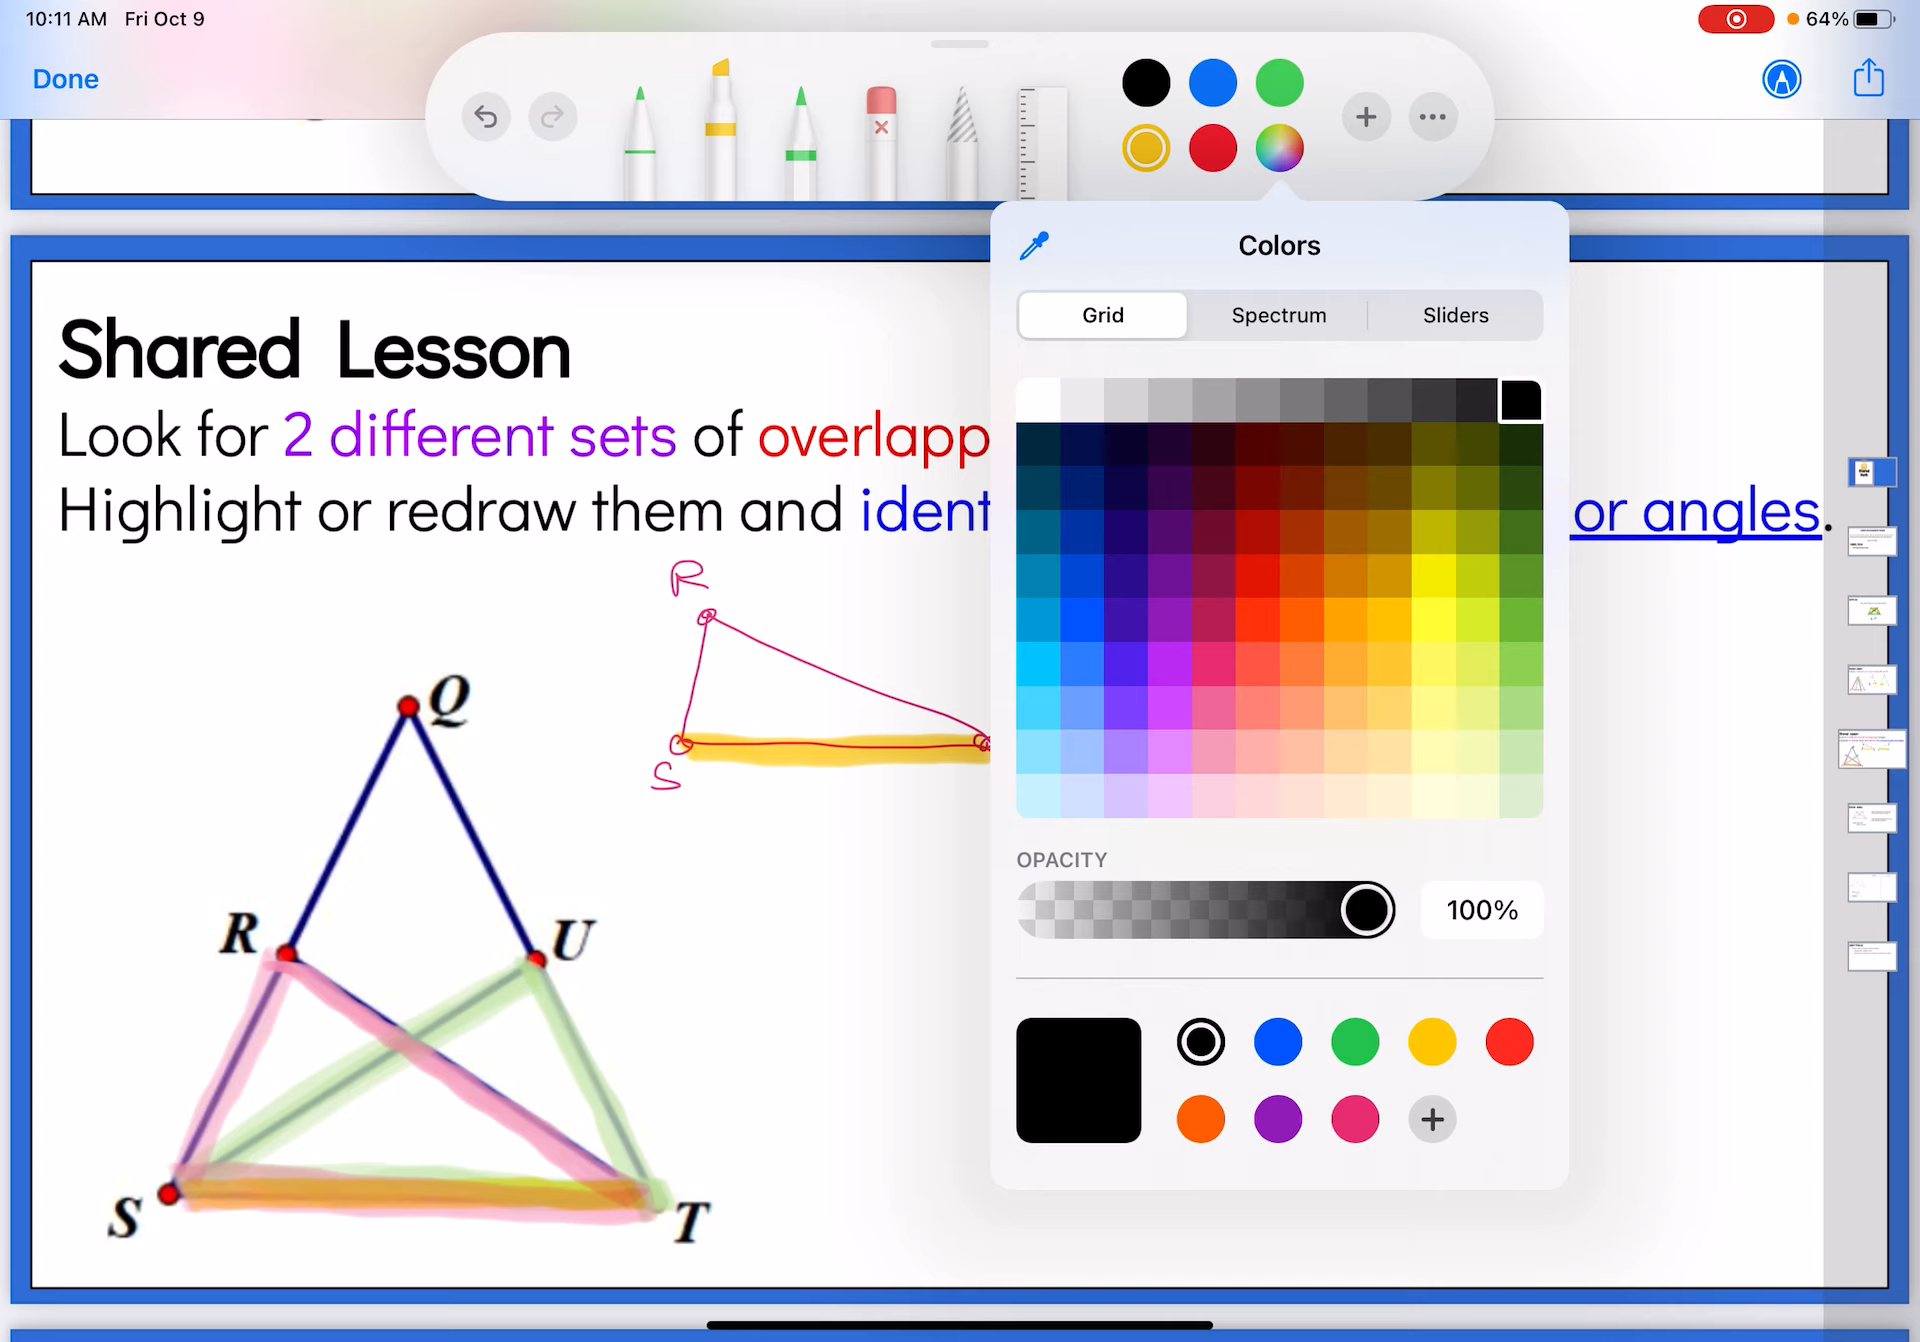 10:11 AM Fri Oct 9
64%
Done
Colors
Grid
Spectrum
Sliders
Shared Lesson
Look for 2 different sets of overlapp
Highlight or redraw them and ident
or angles.
R
S
Q
R
U
S
T
OPACITY
100%